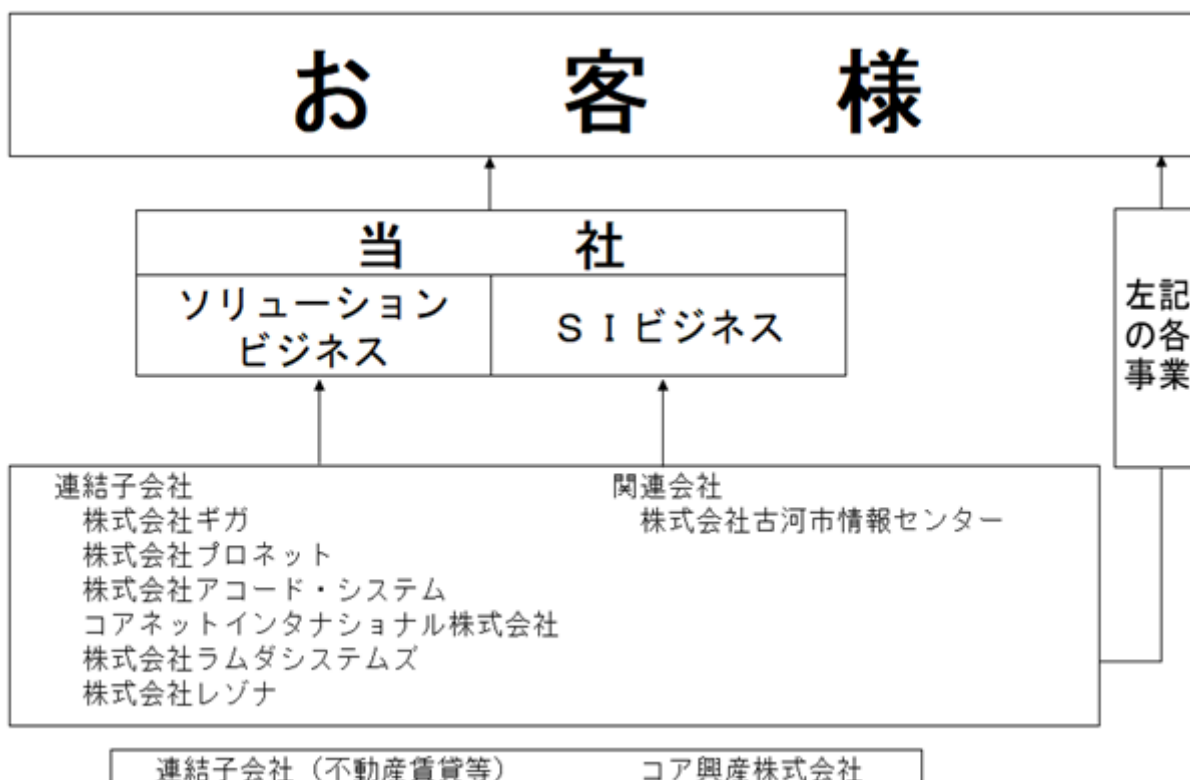 お客様
当社
ソリューション
ビジネス
ＳＩビジネス
左記
の各
事業
連結子会社
株式会社ギガ
株式会社プロネット
株式会社アコード・システム
コアネットインタナショナル株式会社
株式会社ラムダシステムズ
株式会社レゾナ
関連会社
株式会社古河市情報センター
連結子会社（不動産賃貸等）　コア興産株式会社